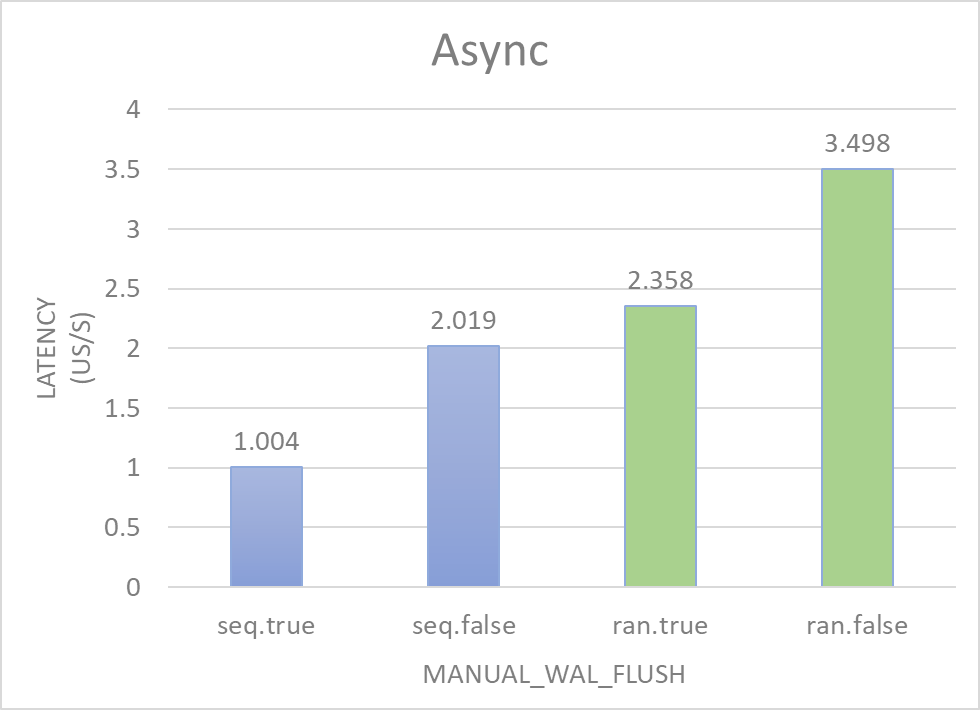 Async
4
3.5
3
2.5
2
1.5
1
0.5
0
LATENCY
(US/S)
1.004
2.019
2.358
3.498
seq.true
seq.false
ran.true
ran.false
MANUAL_WAL_FLUSH